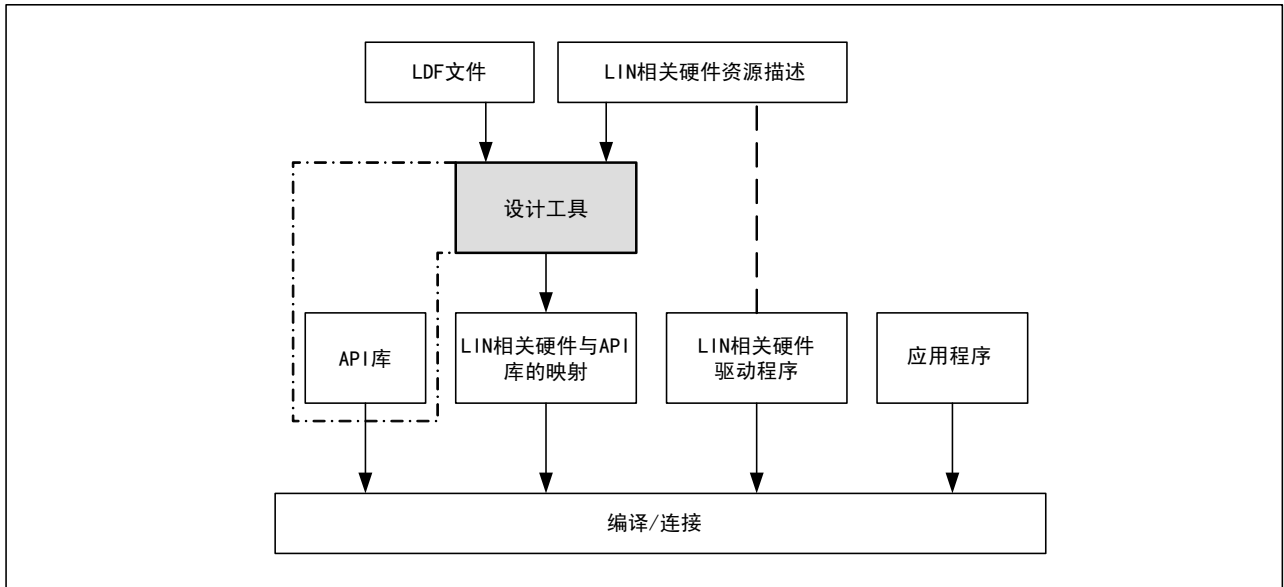 LDF文件
LIN相关硬件资源描述
设计工具
API库
LIN相关硬件与API
库的映射
LIN相关硬件
驱动程序
应用程序
编译/连接